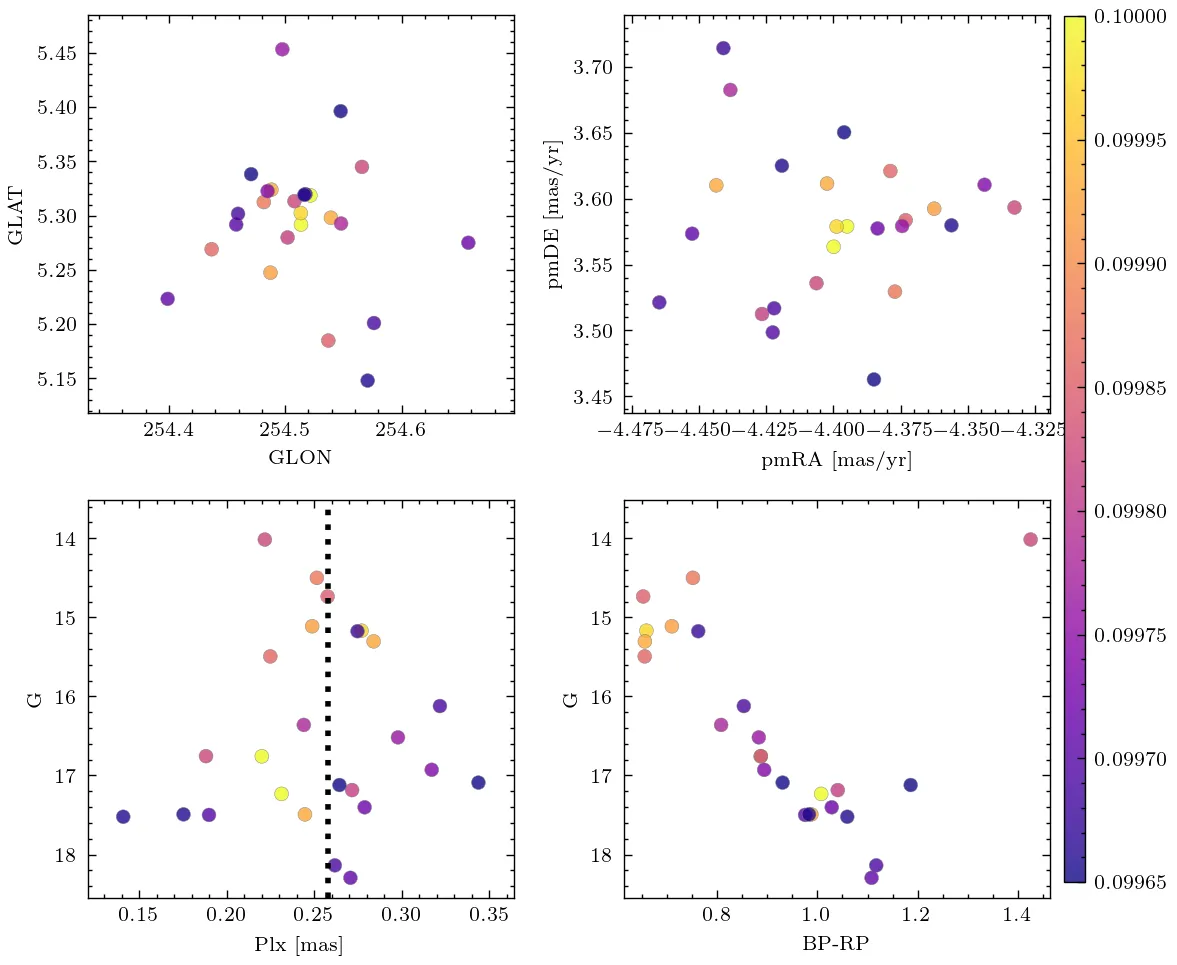 5.45
5.40
5.35
5.30
5.25
5.20
5.15
GLAT
254.4 254.5 254.6
GLON
3.70
3.65
3.60
3.55
3.50
3.45
pmDE [mas/yr]
−4.475 −4.450 −4.425 −4.400 −4.375 −4.350 −4.325
pmRA [mas/yr]
14
15
16
17
18
G
0.15 0.20 0.25 0.30 0.35
Plx [mas]
14
15
16
17
18
G
0.8 1.0 1.2 1.4
BP-RP
0.10000
0.09995
0.09990
0.09985
0.09980
0.09975
0.09970
0.09965